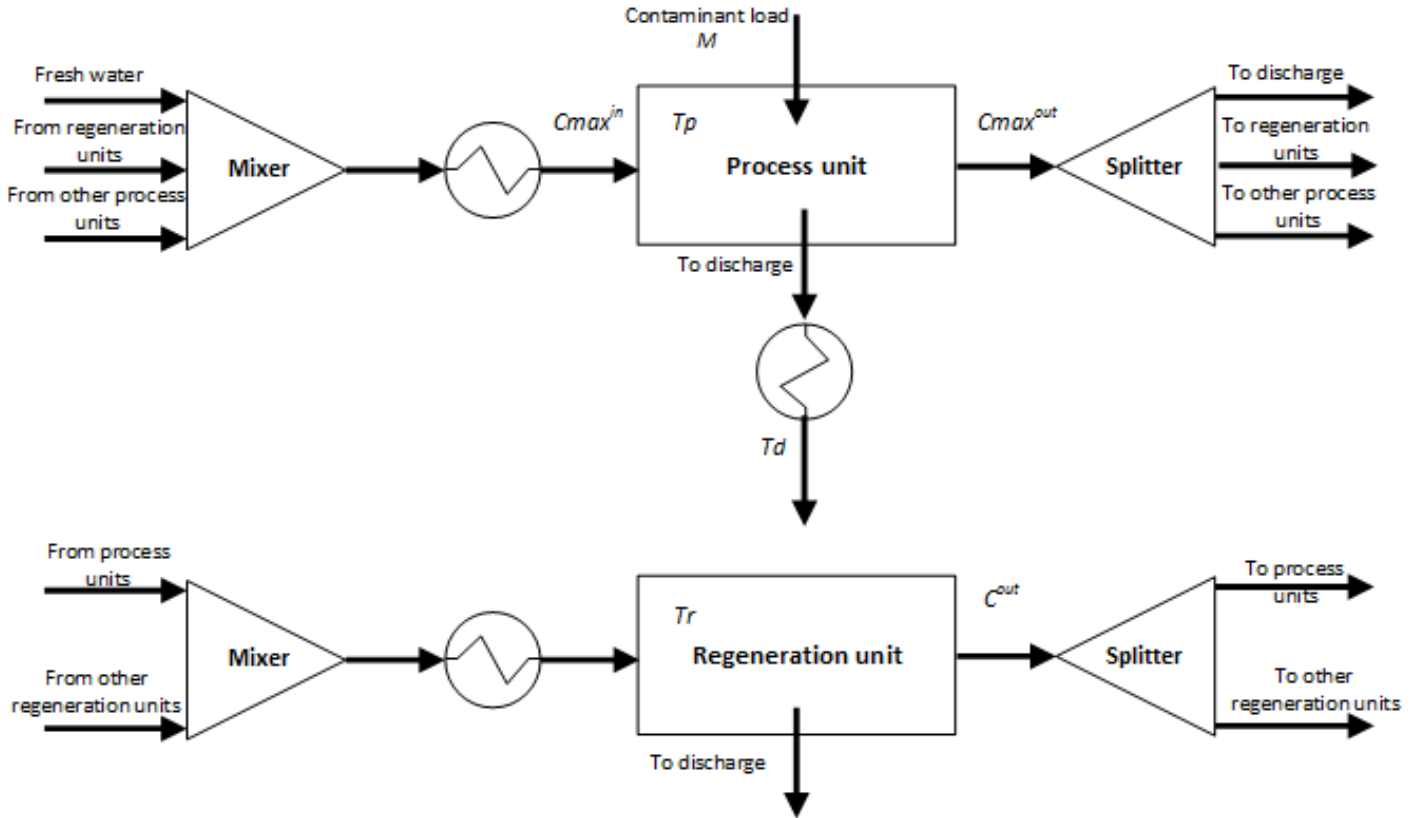 Contaminant load
M
Fresh water
From regeneration
units
From other process
units
Mixer
Cmax^in
Tp
Process unit
Cmax^out
Splitter
To discharge
To regeneration
units
To other process
units
To discharge
Td
From process
units
From other
regeneration units
Mixer
Tr
Regeneration unit
C^out
Splitter
To process
units
To other
regeneration units
To discharge